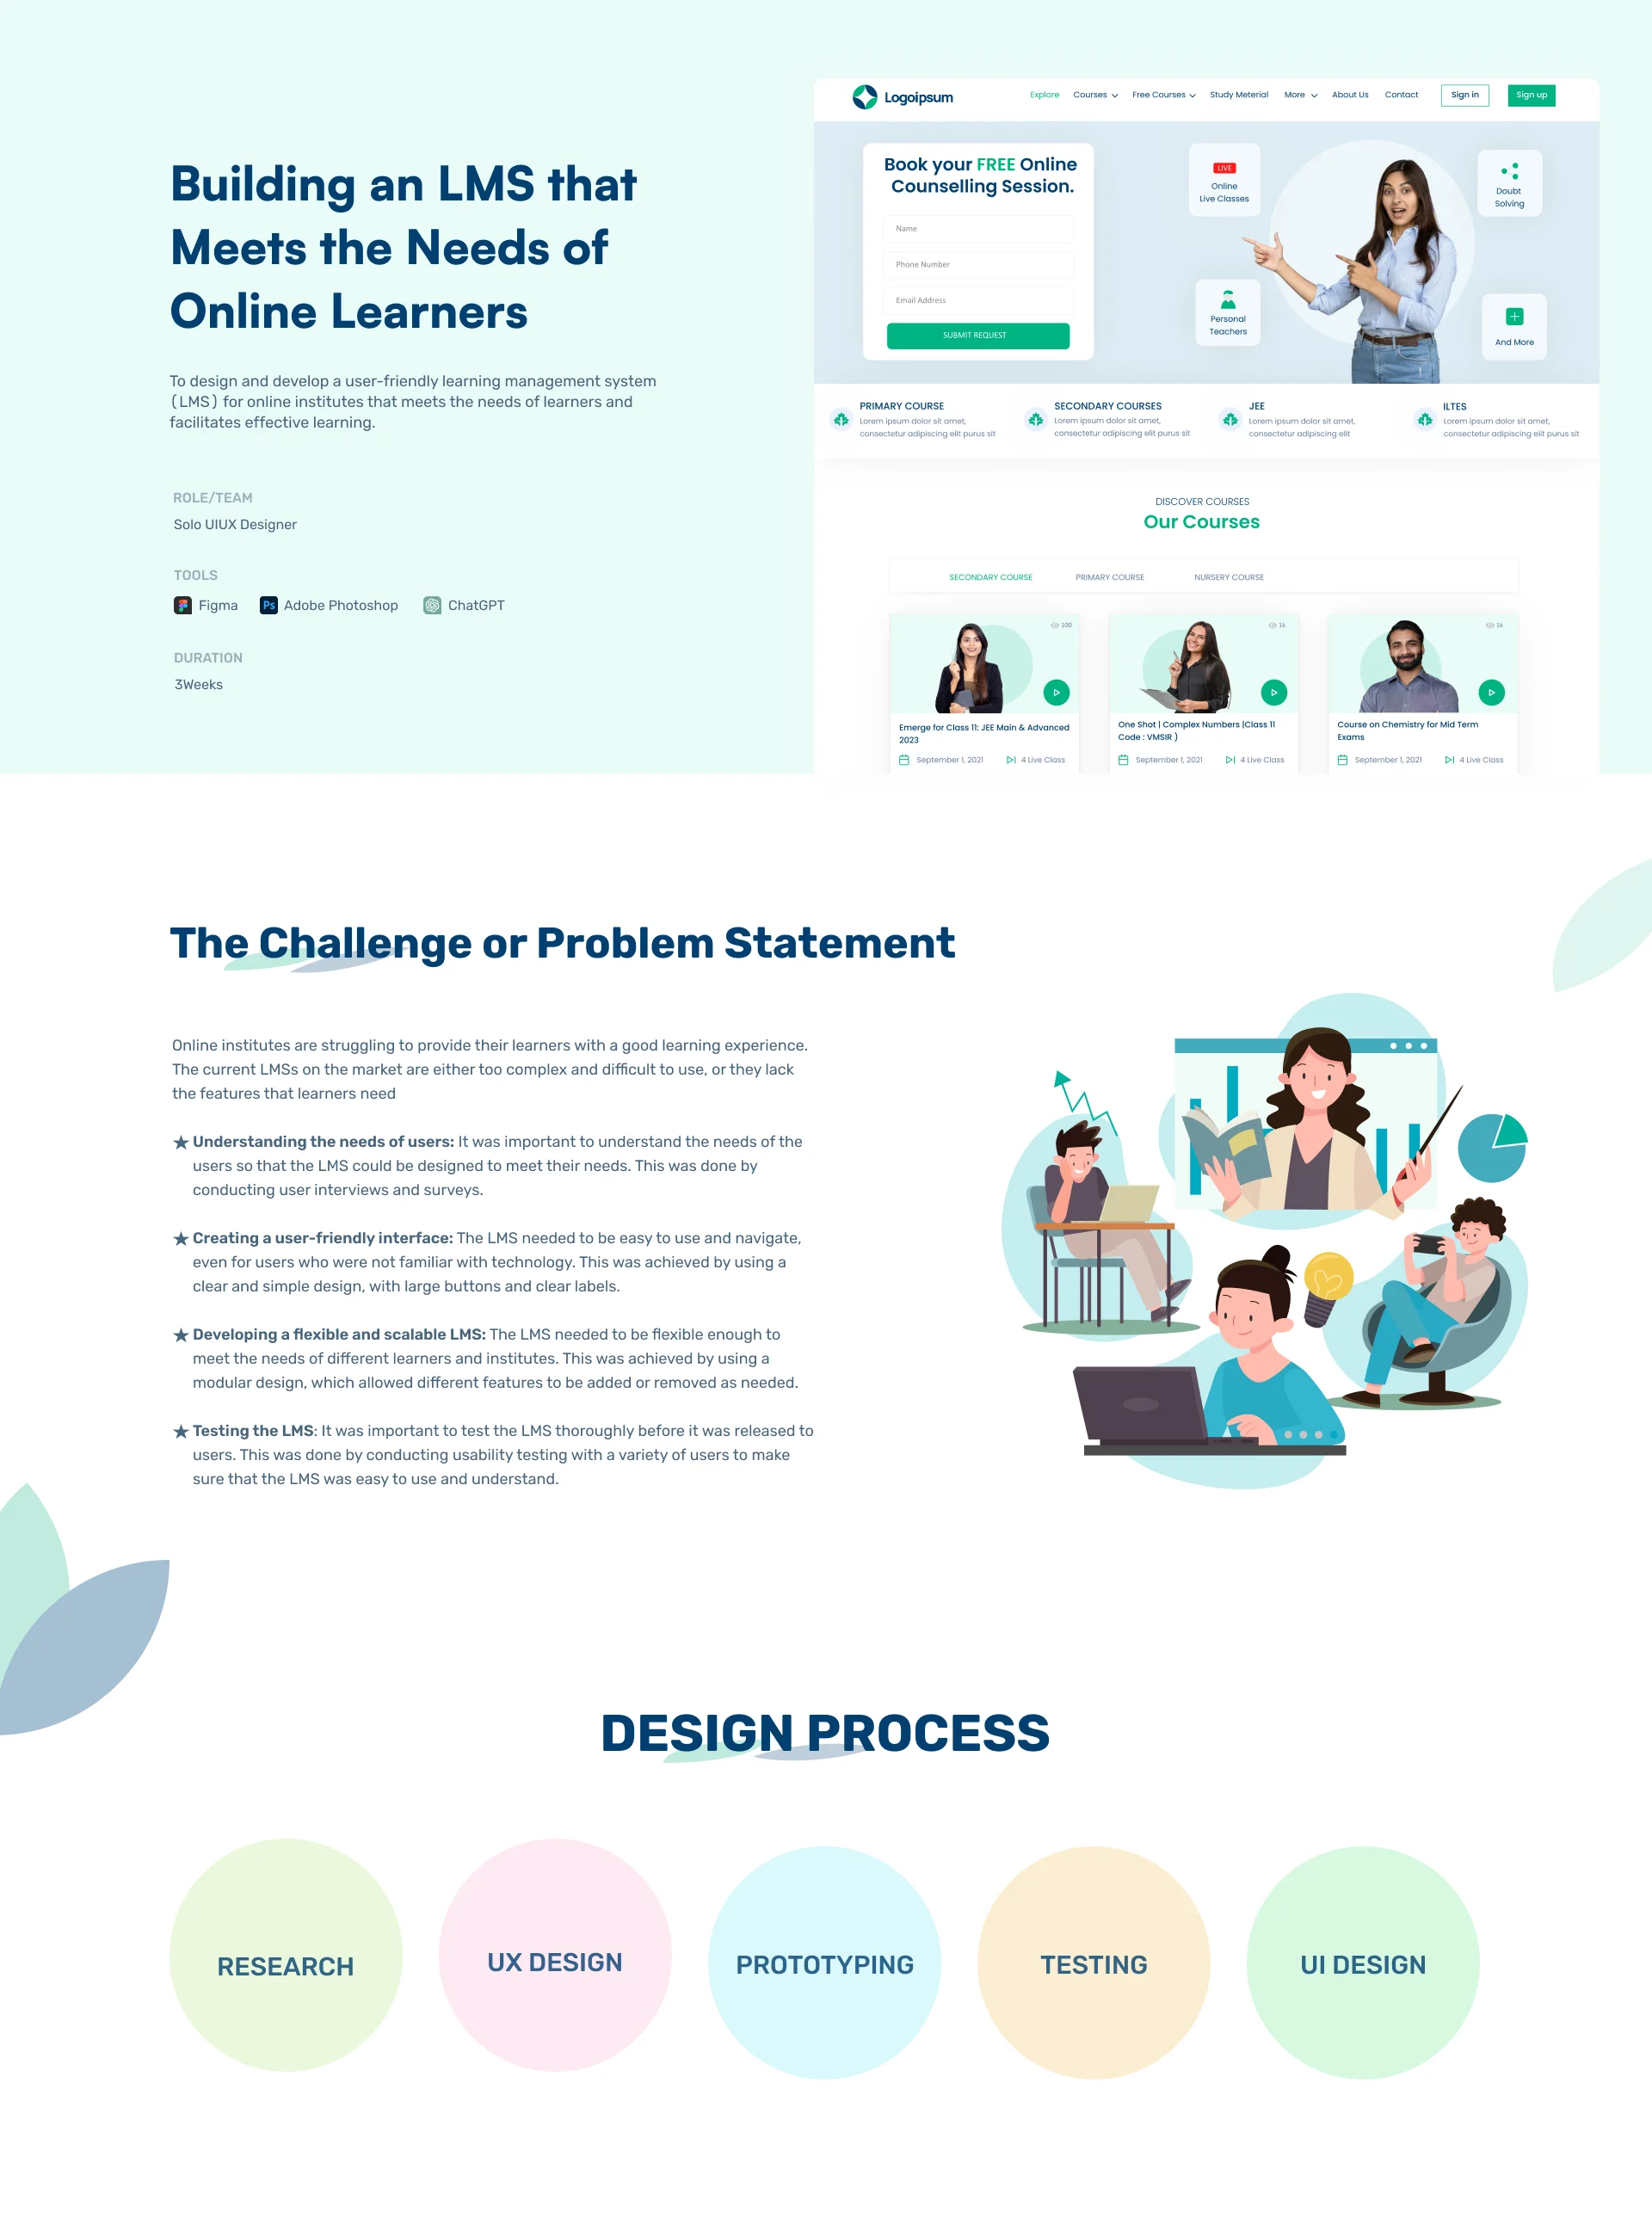 Building an LMS that
Meets the Needs of
Online Learners
To design and develop a user-friendly learning management system
(LMS) for online institutes that meets the needs of learners and
facilitates effective learning.
ROLE/TEAM
Solo UIUX Designer
TOOLS
Figma
Ps Adobe Photoshop
ChatGPT
DURATION
3Weeks
Logoipsum
Explore Courses Free Courses Study Meterial More About Us Contact Sign in Sign up
Book your FREE Online
Counselling Session.
Name
Phone Number
Email Address
SUBMIT REQUEST
LIVE
Online
Live Classes
Doubt
Solving
Personal
Teachers
And More
PRIMARY COURSE
Lorem ipsum dolor sit amet,
consectetur adipiscing elit purus sit
SECONDARY COURSES
Lorem ipsum dolor sit amet,
consectetur adipiscing elit purus sit
JEE
Lorem ipsum dolor sit amet,
consectetur adipiscing elit
ILTES
Lorem ipsum dolor sit amet,
consectetur adipiscing elit purus sit
DISCOVER COURSES
Our Courses
SECONDARY COURSE PRIMARY COURSE NURSERY COURSE
100
Emerge for Class 11: JEE Main & Advanced
2023
September 1, 2021 4 Live Class
1k
One Shot | Complex Numbers |Class 11
Code : VMSIR )
September 1, 2021 4 Live Class
1k
Course on Chemistry for Mid Term
Exams
September 1, 2021 4 Live Class
The Challenge or Problem Statement
Online institutes are struggling to provide their learners with a good learning experience.
The current LMSs on the market are either too complex and difficult to use, or they lack
the features that learners need
★ Understanding the needs of users: It was important to understand the needs of the
users so that the LMS could be designed to meet their needs. This was done by
conducting user interviews and surveys.
★ Creating a user-friendly interface: The LMS needed to be easy to use and navigate,
even for users who were not familiar with technology. This was achieved by using a
clear and simple design, with large buttons and clear labels.
★ Developing a flexible and scalable LMS: The LMS needed to be flexible enough to
meet the needs of different learners and institutes. This was achieved by using a
modular design, which allowed different features to be added or removed as needed.
★ Testing the LMS: It was important to test the LMS thoroughly before it was released to
users. This was done by conducting usability testing with a variety of users to make
sure that the LMS was easy to use and understand.
DESIGN PROCESS
RESEARCH
UX DESIGN
PROTOTYPING
TESTING
UI DESIGN